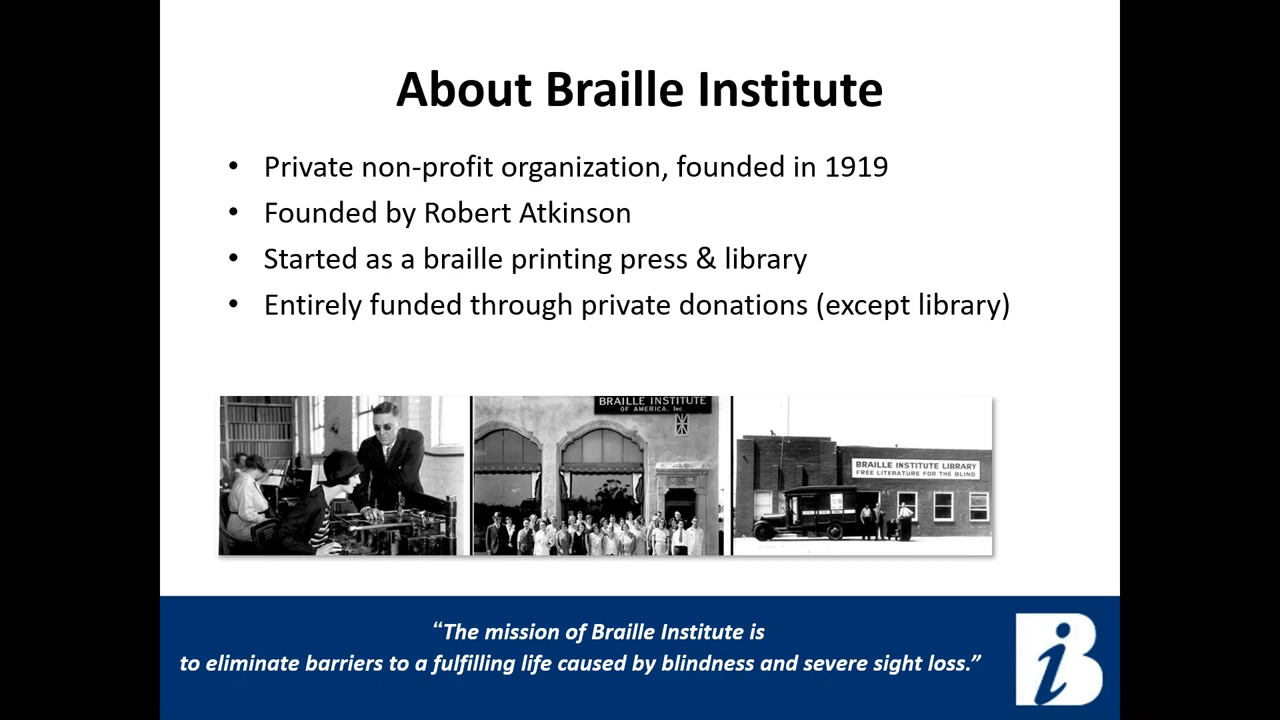 About Braille Institute
• Private non-profit organization, founded in 1919
• Founded by Robert Atkinson
• Started as a braille printing press & library
• Entirely funded through private donations (except library)
BRAILLE INSTITUTE
OF AMERICA, Inc.
BRAILLE INSTITUTE LIBRARY
FREE LITERATURE FOR THE BLIND
“The mission of Braille Institute is
to eliminate barriers to a fulfilling life caused by blindness and severe sight loss.”
iB